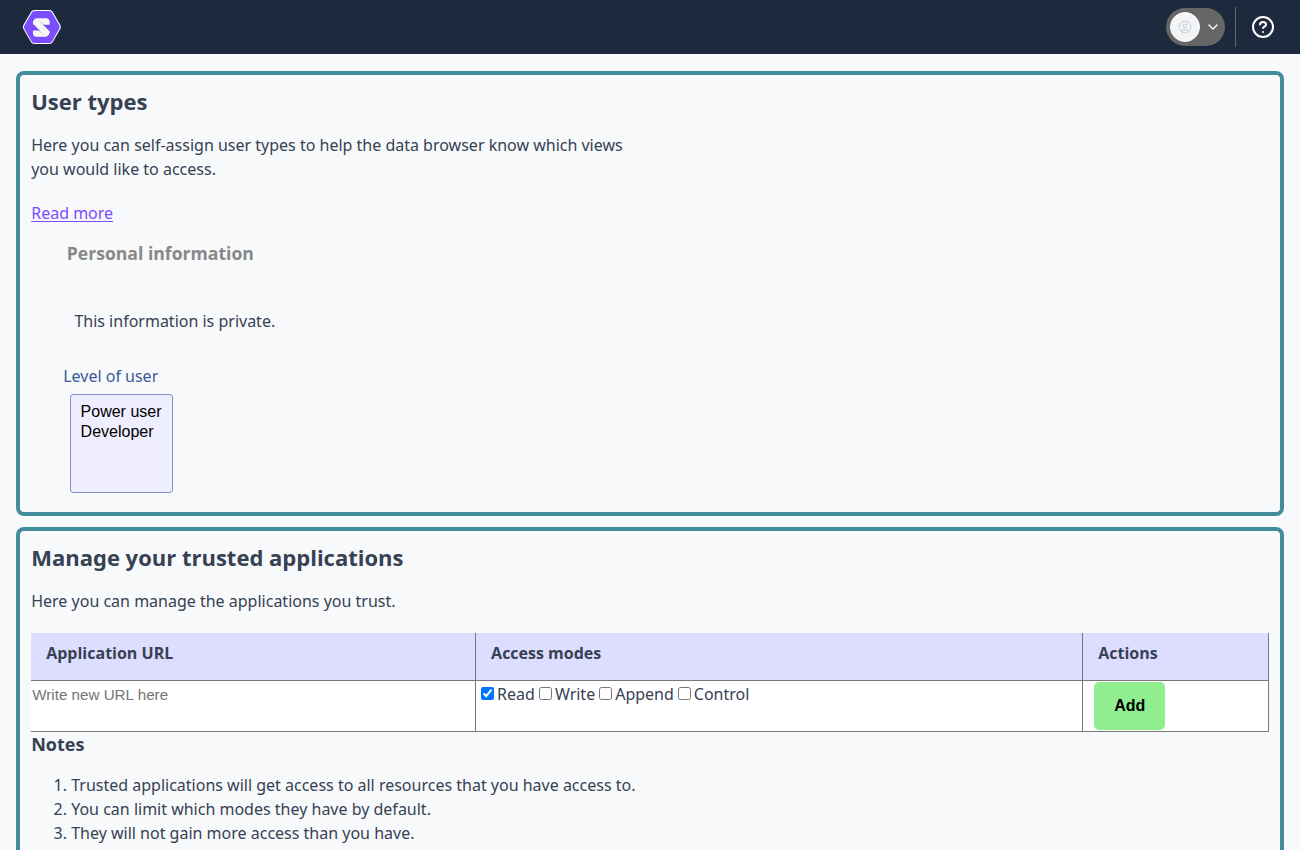 User types
Here you can self-assign user types to help the data browser know which views
you would like to access.
Read more
Personal information
This information is private.
Level of user
Power user
Developer
Manage your trusted applications
Here you can manage the applications you trust.
Application URL Access modes Actions
Write new URL here Read Write Append Control Add
Notes
1. Trusted applications will get access to all resources that you have access to.
2. You can limit which modes they have by default.
3. They will not gain more access than you have.